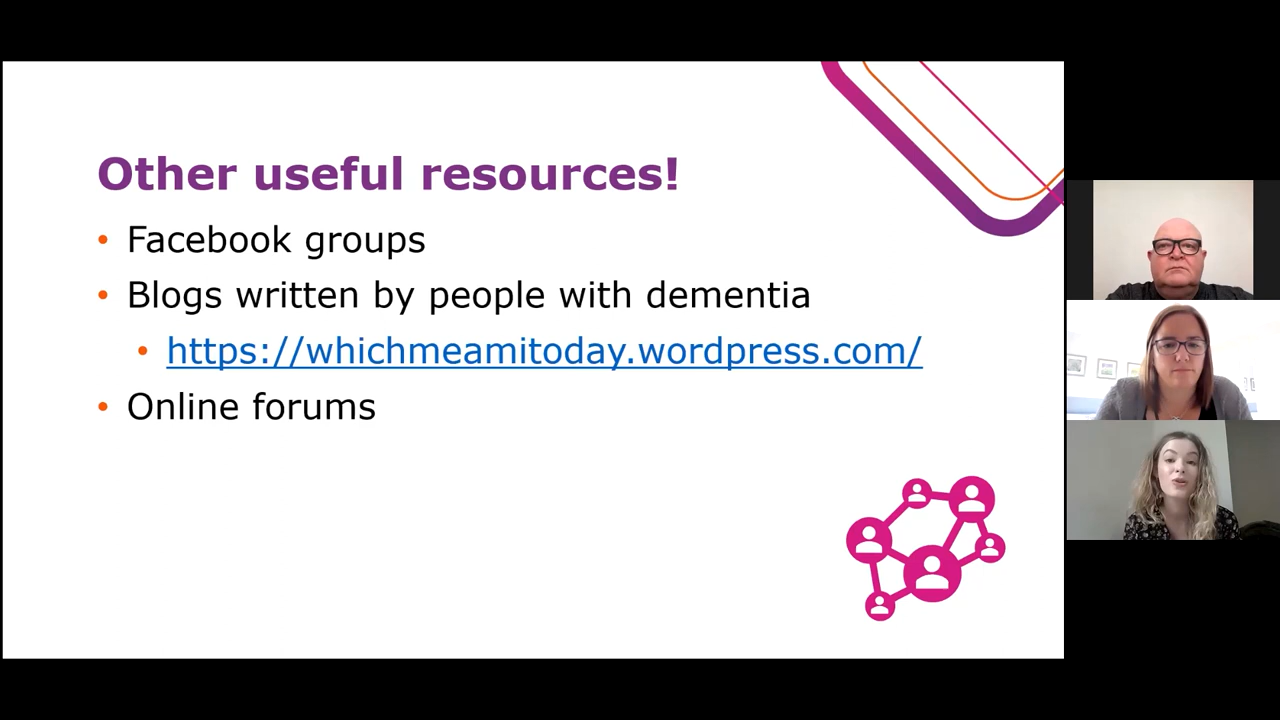 Other useful resources!
• Facebook groups
• Blogs written by people with dementia
• https://whichmeamitoday.wordpress.com/
• Online forums